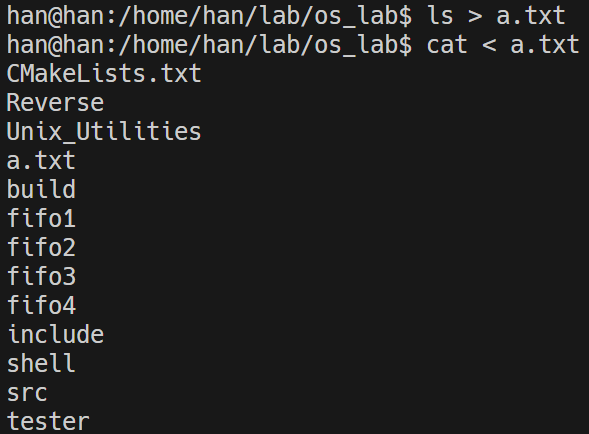 han@han:/home/han/lab/os_lab$ ls > a.txt
han@han:/home/han/lab/os_lab$ cat < a.txt
CMakeLists.txt
Reverse
Unix_Utilities
a.txt
build
fifo1
fifo2
fifo3
fifo4
include
shell
src
tester